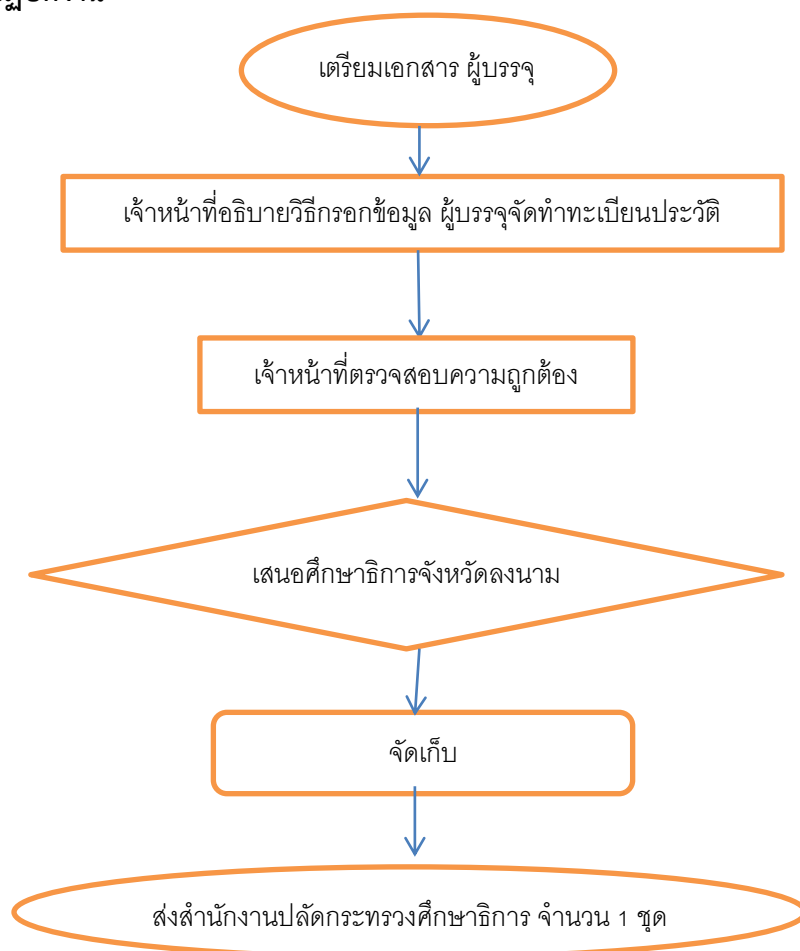 เตรียมเอกสาร ผู้บรรจุ
เจ้าหน้าที่อธิบายวิธีกรอกข้อมูล ผู้บรรจุจัดทำทะเบียนประวัติ
เจ้าหน้าที่ตรวจสอบความถูกต้อง
เสนอศึกษาธิการจังหวัดลงนาม
จัดเก็บ
ส่งสำนักงานปลัดกระทรวงศึกษาธิการ จำนวน 1 ชุด